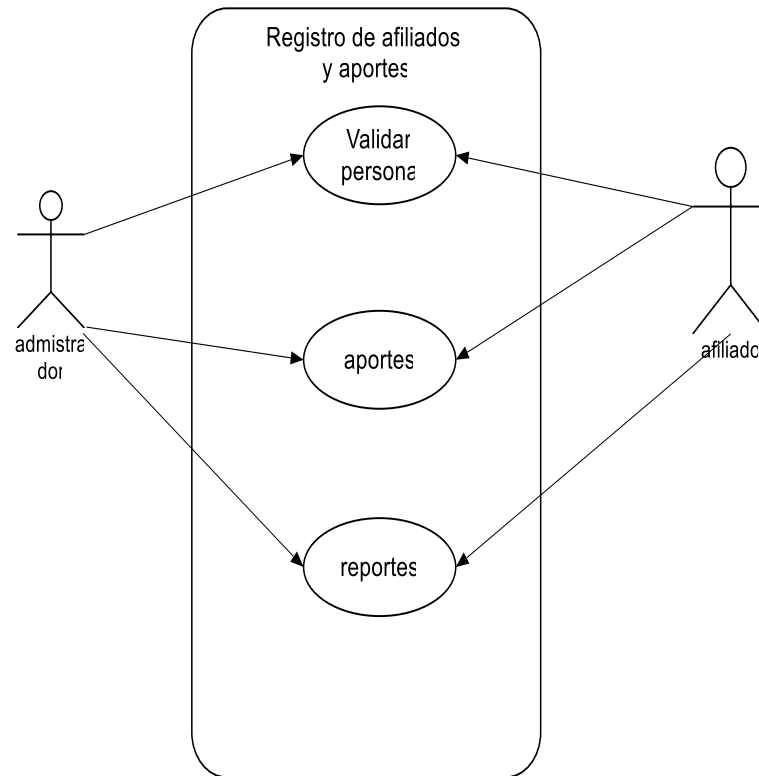 Registro de afiliados
y aportes
Validar
persona
admistra
dor
aportes
afiliado
reportes